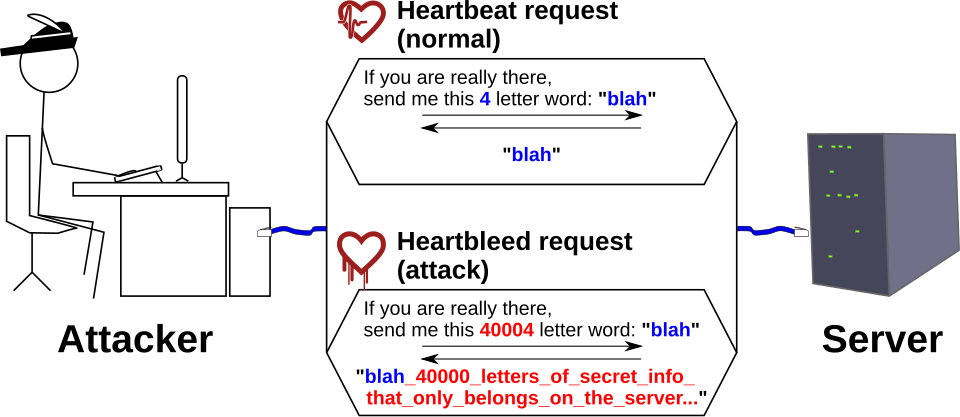 Heartbeat request
(normal)
If you are really there,
send me this 4 letter word: "blah"
"blah"
Heartbleed request
(attack)
If you are really there,
send me this 40004 letter word: "blah"
"blah_40000_letters_of_secret_info_
that_only_belongs_on_the_server..."
Attacker
Server